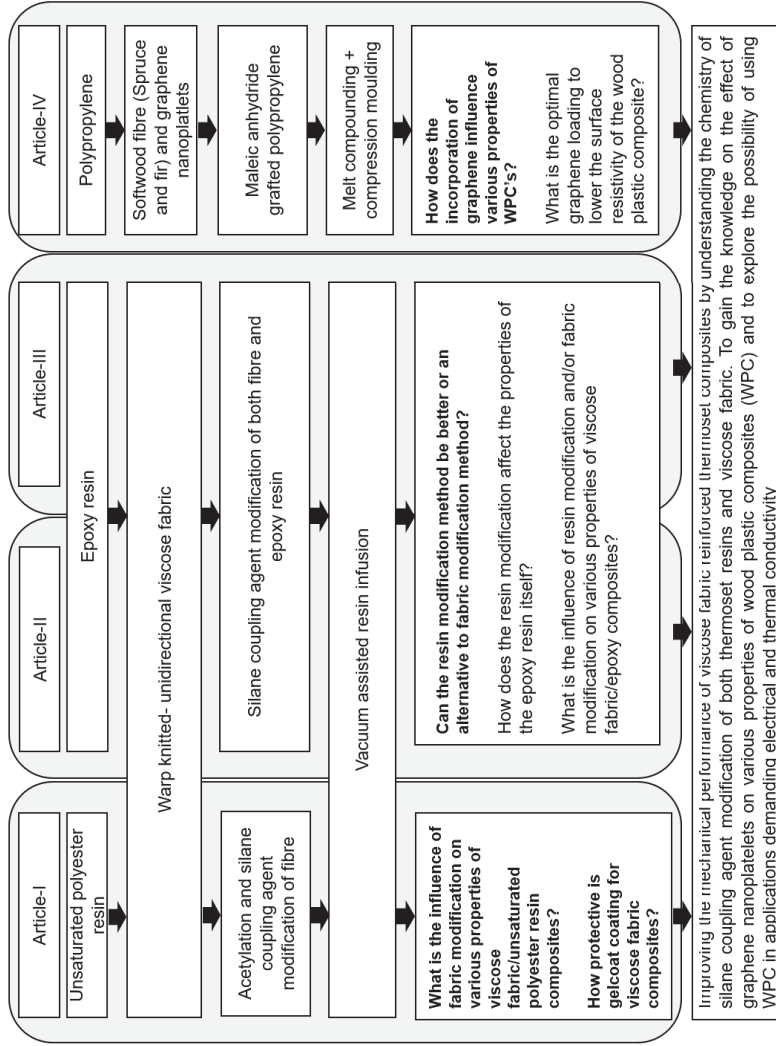 Article-I
Unsaturated polyester
resin
Article-II
Article-III
Epoxy resin
Warp knitted- unidirectional viscose fabric
Acetylation and silane
coupling agent
modification of fibre
Silane coupling agent modification of both fibre and
epoxy resin
Vacuum assisted resin infusion
What is the influence of
fabric modification on
various properties of
viscose
fabric/unsaturated
polyester resin
composites?
How protective is
gelcoat coating for
viscose fabric
composites?
Can the resin modification method be better or an
alternative to fabric modification method?
How does the resin modification affect the properties of
the epoxy resin itself?
What is the influence of resin modification and/or fabric
modification on various properties of viscose
fabric/epoxy composites?
Article-IV
Polypropylene
Softwood fibre (Spruce
and fir) and graphene
nanoplatlets
Maleic anhydride
grafted polypropylene
Melt compounding +
compression moulding
How does the
incorporation of
graphene influence
various properties of
WPC's?
What is the optimal
graphene loading to
lower the surface
resistivity of the wood
plastic composite?
Improving the mechanical performance of viscose fabric reinforced thermoset composites by understanding the chemistry of
silane coupling agent modification of both thermoset resins and viscose fabric. To gain the knowledge on the effect of
graphene nanoplatelets on various properties of wood plastic composites (WPC) and to explore the possibility of using
WPC in applications demanding electrical and thermal conductivity